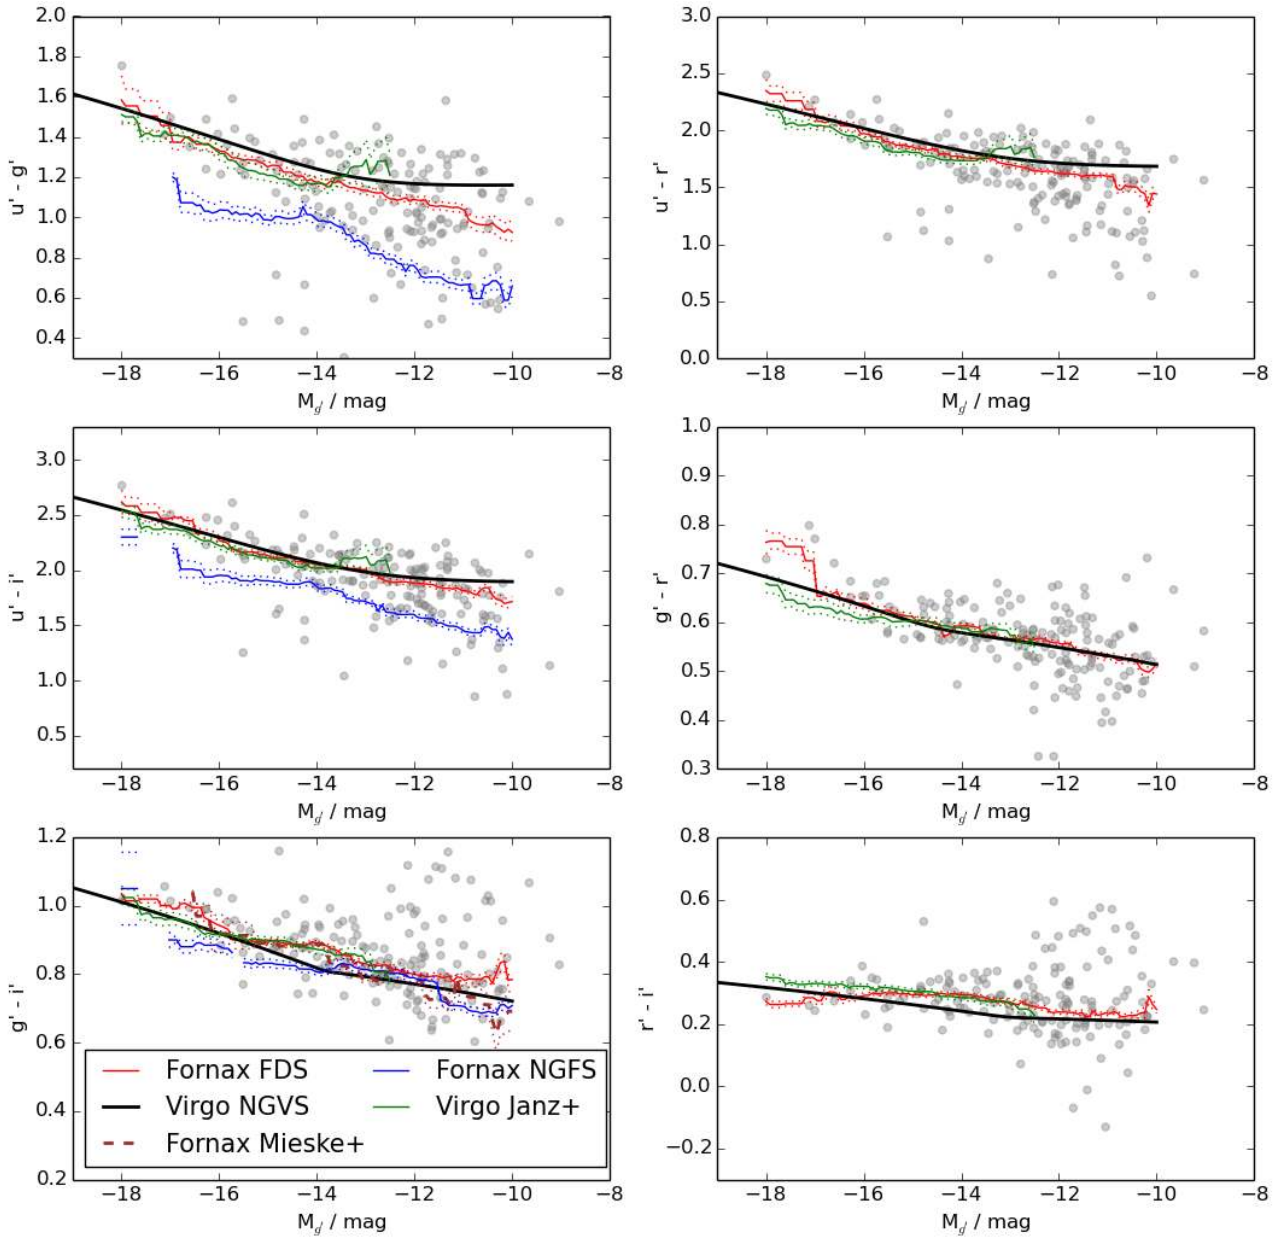 2.0
1.8
1.6
1.4
1.2
1.0
0.8
0.6
0.4
u' - g'
−18 −16 −14 −12 −10 −8
M_g' / mag
3.0
2.5
2.0
1.5
1.0
0.5
0.0
u' - r'
−18 −16 −14 −12 −10 −8
M_g' / mag
3.0
2.5
2.0
1.5
1.0
0.5
u' - i'
−18 −16 −14 −12 −10 −8
M_g' / mag
1.0
0.9
0.8
0.7
0.6
0.5
0.4
0.3
g' - r'
−18 −16 −14 −12 −10 −8
M_g' / mag
1.2
1.0
0.8
0.6
0.4
0.2
g' - i'
Fornax FDS
Virgo NGVS
Fornax Mieske+
Fornax NGFS
Virgo Janz+
−18 −16 −14 −12 −10 −8
M_g' / mag
0.8
0.6
0.4
0.2
0.0
−0.2
r' - i'
−18 −16 −14 −12 −10 −8
M_g' / mag